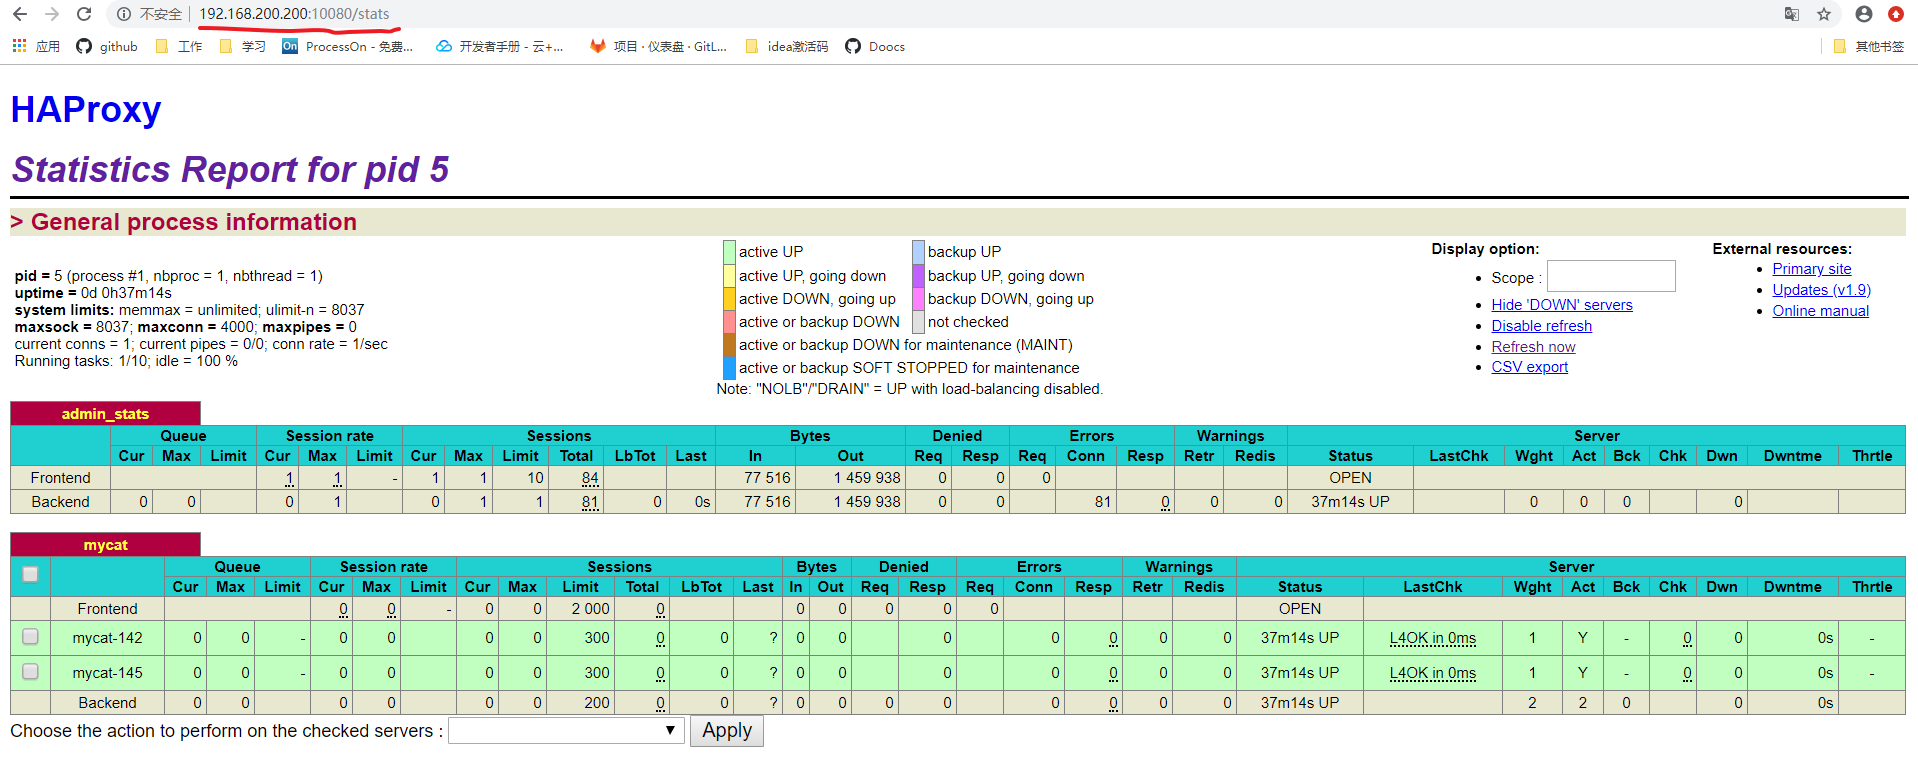 不安全 | 192.168.200.200:10080/stats
应用 github 工作 学习 On ProcessOn - 免费... 开发者手册 - 云+... 项目 · 仪表盘 · GitL... idea激活码 Doocs 其他书签
HAProxy
Statistics Report for pid 5
> General process information
pid = 5 (process #1, nbproc = 1, nbthread = 1)
uptime = 0d 0h37m14s
system limits: memmax = unlimited; ulimit-n = 8037
maxsock = 8037; maxconn = 4000; maxpipes = 0
current conns = 1; current pipes = 0/0; conn rate = 1/sec
Running tasks: 1/10; idle = 100 %
active UP backup UP
active UP, going down backup UP, going down
active DOWN, going up backup DOWN, going up
active or backup DOWN not checked
active or backup DOWN for maintenance (MAINT)
active or backup SOFT STOPPED for maintenance
Note: "NOLB"/"DRAIN" = UP with load-balancing disabled.
Display option:
Scope :
Hide 'DOWN' servers
Disable refresh
Refresh now
CSV export
External resources:
Primary site
Updates (v1.9)
Online manual
admin_stats
Queue Session rate Sessions Bytes Denied Errors Warnings Server
Cur Max Limit Cur Max Limit Cur Max Limit Total LbTot Last In Out Req Resp Req Conn Resp Retr Redis Status LastChk Wght Act Bck Chk Dwn Dwntme Thrtle
Frontend 1 1 - 1 1 10 84 77 516 1 459 938 0 0 0 OPEN
Backend 0 0 0 1 0 1 1 81 0 0s 77 516 1 459 938 0 0 81 0 0 0 37m14s UP 0 0 0 0
mycat
Queue Session rate Sessions Bytes Denied Errors Warnings Server
Cur Max Limit Cur Max Limit Cur Max Limit Total LbTot Last In Out Req Resp Req Conn Resp Retr Redis Status LastChk Wght Act Bck Chk Dwn Dwntme Thrtle
Frontend 0 0 - 0 0 2 000 0 0 0 0 0 0 OPEN
mycat-142 0 0 - 0 0 0 0 300 0 0 ? 0 0 0 0 0 0 0 37m14s UP L4OK in 0ms 1 Y - 0 0 0s -
mycat-145 0 0 - 0 0 0 0 300 0 0 ? 0 0 0 0 0 0 0 37m14s UP L4OK in 0ms 1 Y - 0 0 0s -
Backend 0 0 0 0 0 0 200 0 0 ? 0 0 0 0 0 0 0 0 37m14s UP 2 2 0 0 0s
Choose the action to perform on the checked servers : Apply